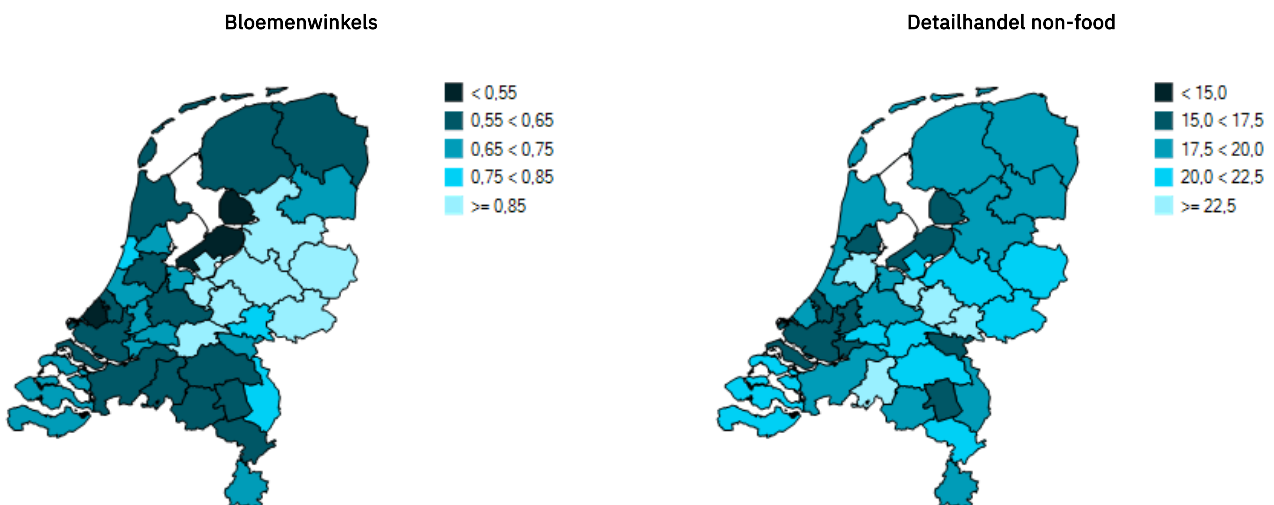 Bloemenwinkels
< 0,55
0,55 < 0,65
0,65 < 0,75
0,75 < 0,85
>= 0,85
Detailhandel non-food
< 15,0
15,0 < 17,5
17,5 < 20,0
20,0 < 22,5
>= 22,5